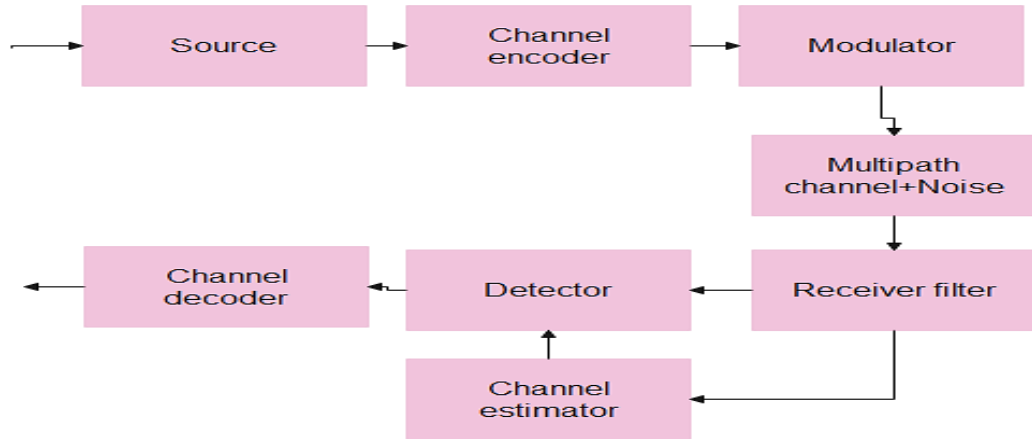 Source
Channel
encoder
Modulator
Multipath
channel+Noise
Channel
decoder
Detector
Receiver filter
Channel
estimator